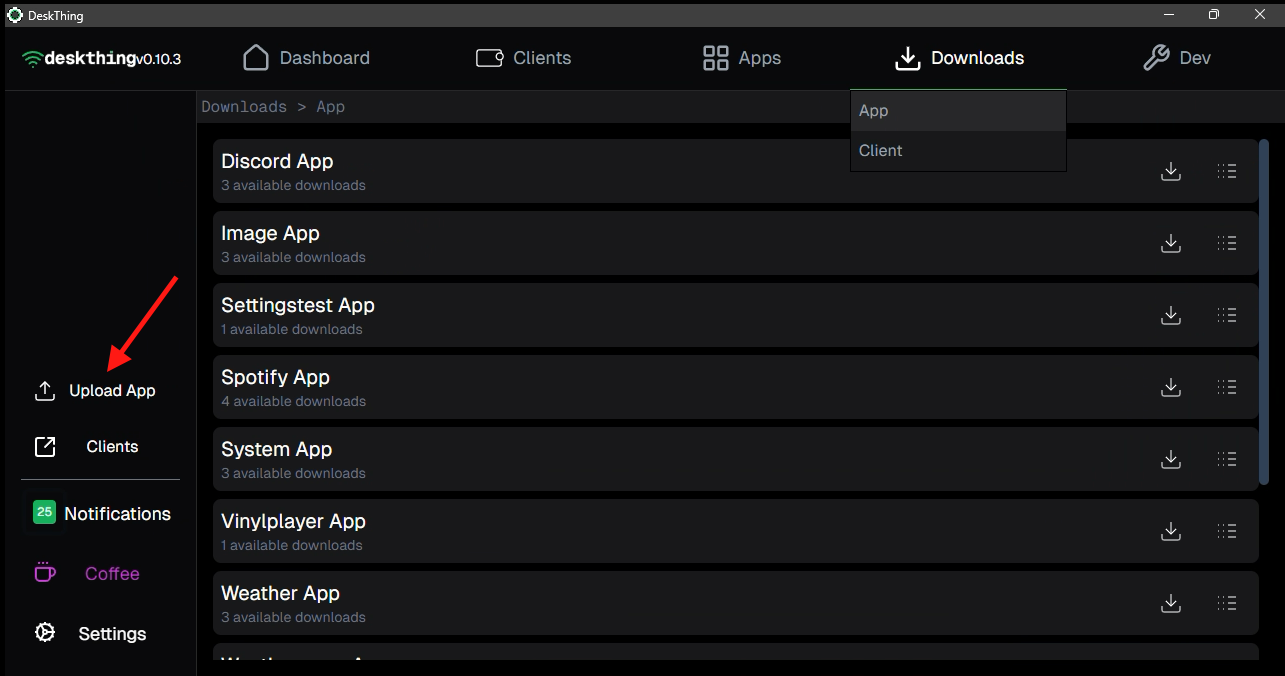 DeskThing
deskthing v0.10.3
Dashboard
Clients
Apps
Downloads
Dev
Downloads > App
App
Client
Discord App
3 available downloads
Image App
3 available downloads
Settingstest App
1 available downloads
Spotify App
4 available downloads
System App
3 available downloads
Vinylplayer App
1 available downloads
Weather App
3 available downloads
Upload App
Clients
25 Notifications
Coffee
Settings